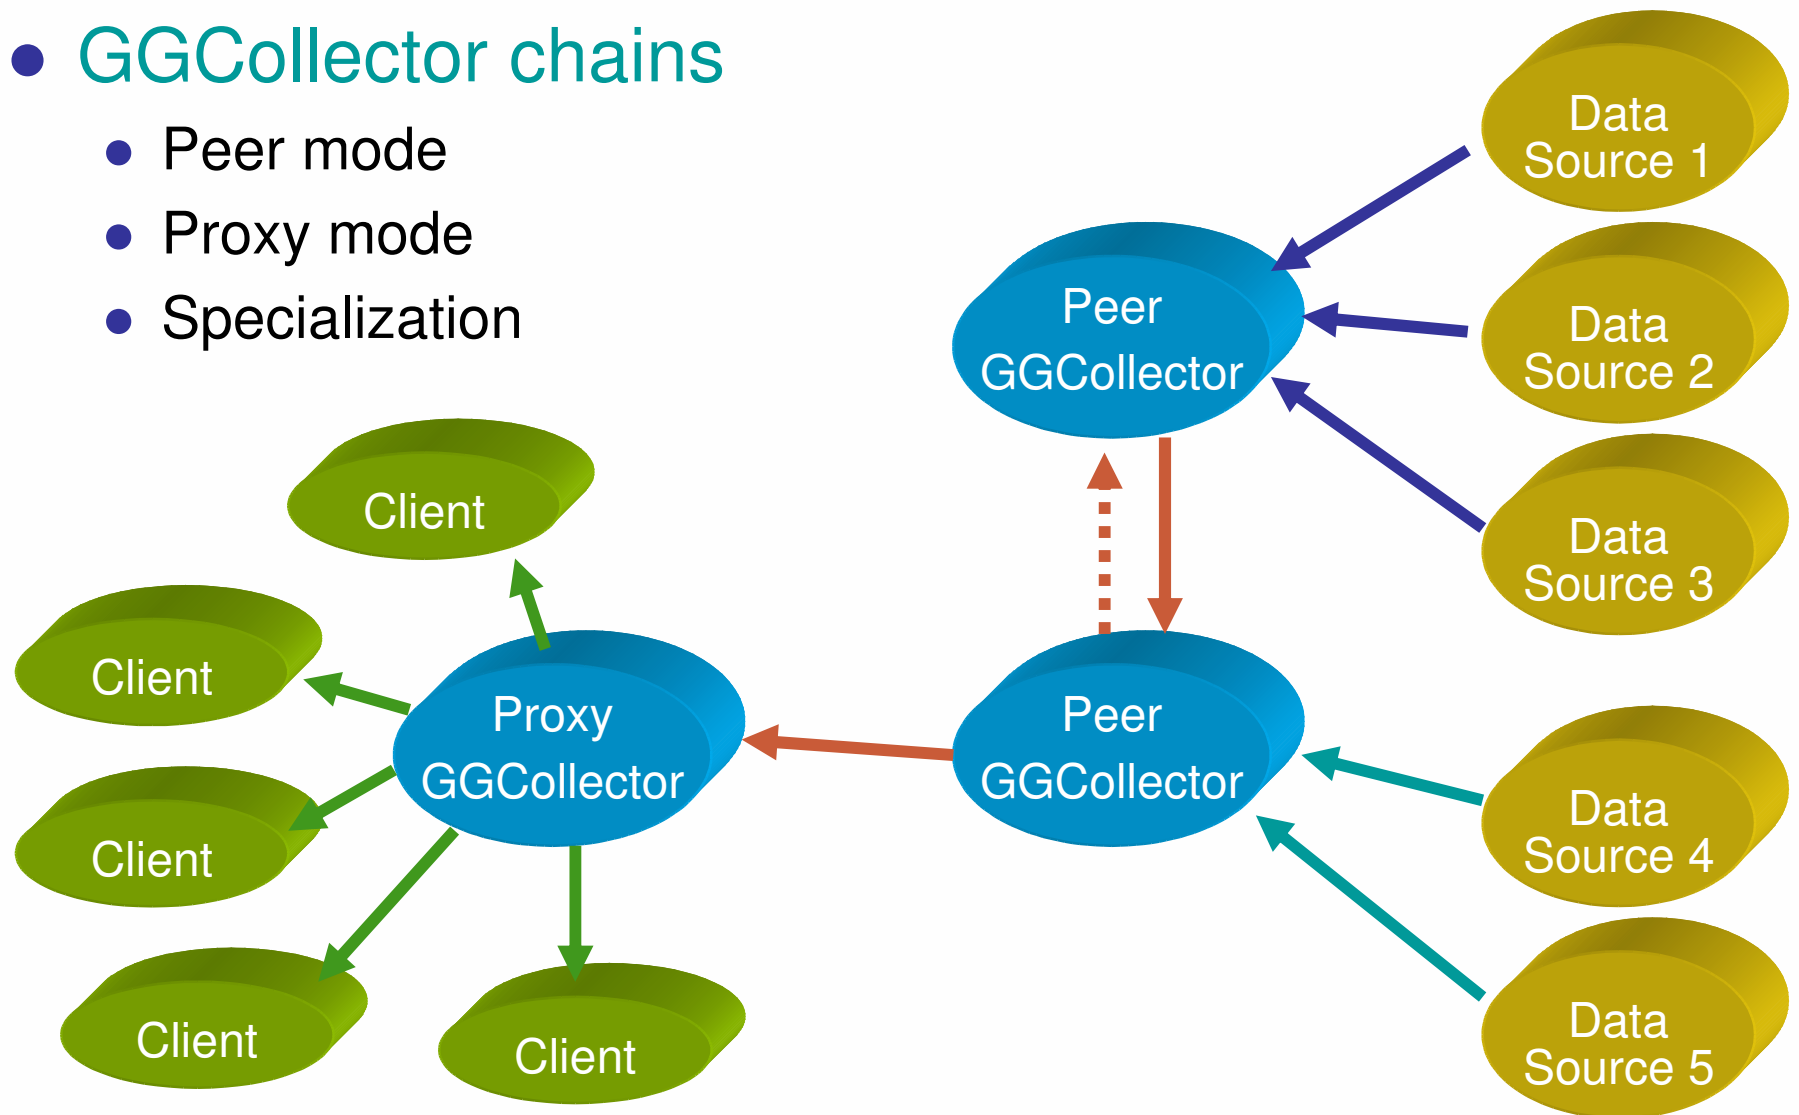 GGCollector chains
Peer mode
Proxy mode
Specialization
Data
Source 1
Peer
GGCollector
Data
Source 2
Data
Source 3
Client
Client
Proxy
GGCollector
Peer
GGCollector
Data
Source 4
Client
Client
Client
Data
Source 5